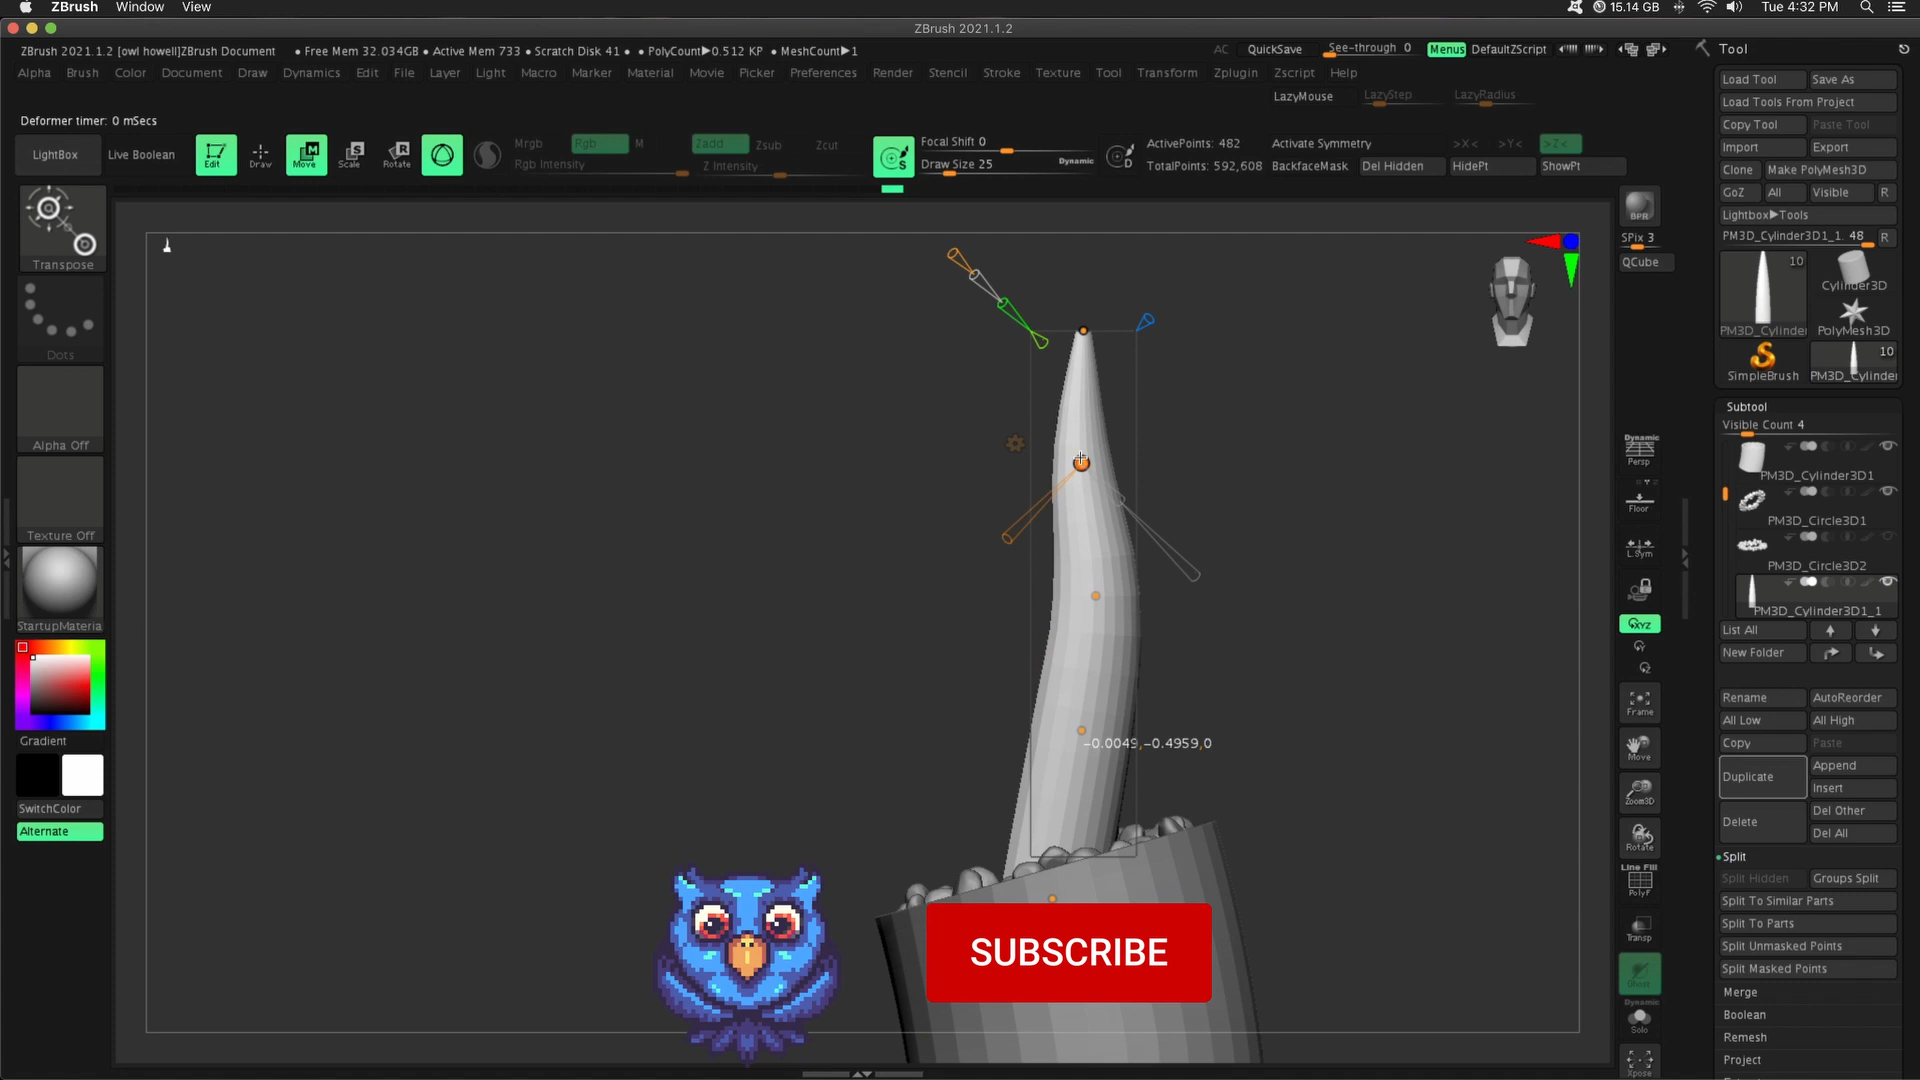 ZBrush Window View 15.14 GB Tue 4:32 PM
ZBrush 2021.1.2
ZBrush 2021.1.2 [owl howell]ZBrush Document • Free Mem 32.034GB • Active Mem 733 • Scratch Disk 41 • • PolyCount▶0.512 KP • MeshCount▶1 AC QuickSave See-through 0 Menus DefaultZScript Tool
Alpha Brush Color Document Draw Dynamics Edit File Layer Light Macro Marker Material Movie Picker Preferences Render Stencil Stroke Texture Tool Transform Zplugin Zscript Help
Load Tool Save As
LazyMouse LazyStep LazyRadius
Load Tools From Project
Deformer timer: 0 mSecs
Copy Tool Paste Tool
LightBox Live Boolean Edit Draw Move Scale Rotate
Mrgb Rgb M Zadd Zsub Zcut Focal Shift 0 ActivePoints: 482 Activate Symmetry >X< >Y< >Z<
Rgb Intensity Z Intensity Draw Size 25 Dynamic TotalPoints: 592,608 BackfaceMask Del Hidden HidePt ShowPt
S D
Import Export
Clone Make PolyMesh3D
GoZ All Visible R
Lightbox▶Tools
PM3D_Cylinder3D1_1. 48 R
10 Cylinder3D
PM3D_Cylinde PolyMesh3D
10
SimpleBrush PM3D_Cylinder
Subtool
Visible Count 4
PM3D_Cylinder3D1
PM3D_Circle3D1
PM3D_Circle3D2
PM3D_Cylinder3D1_1
List All
New Folder
Rename AutoReorder
All Low All High
Copy Paste
Duplicate Append
Insert
Delete Del Other
Del All
Split
Split Hidden Groups Split
Split To Similar Parts
Split To Parts
Split Unmasked Points
Split Masked Points
Merge
Boolean
Remesh
Project
BPR
SPix 3
QCube
Dynamic
Persp
Floor
L.Sym
XYZ
Y
Z
Frame
Move
Zoom3D
Rotate
Line Fill
PolyF
Transp
Ghost
Dynamic
Solo
Xpose
Transpose
Dots
Alpha Off
Texture Off
StartupMateria
Gradient
SwitchColor
Alternate
−0.0049,−0.4959,0
SUBSCRIBE